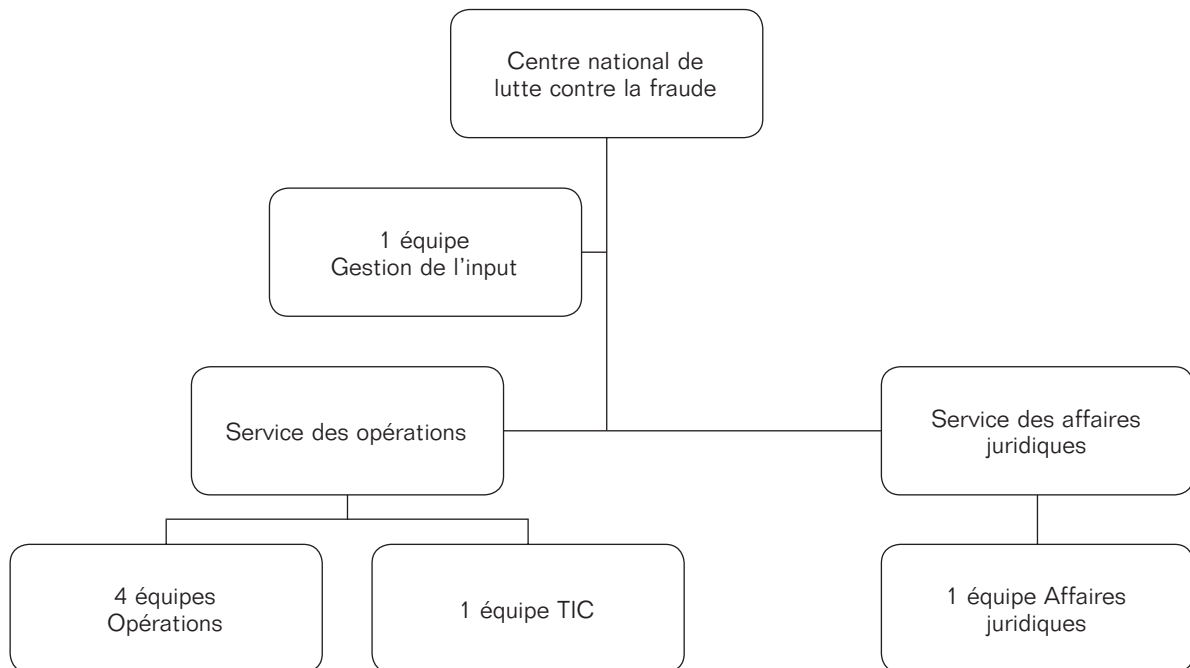 Centre national de
lutte contre la fraude
1 équipe
Gestion de l’input
Service des opérations
Service des affaires
juridiques
4 équipes
Opérations
1 équipe TIC
1 équipe Affaires
juridiques